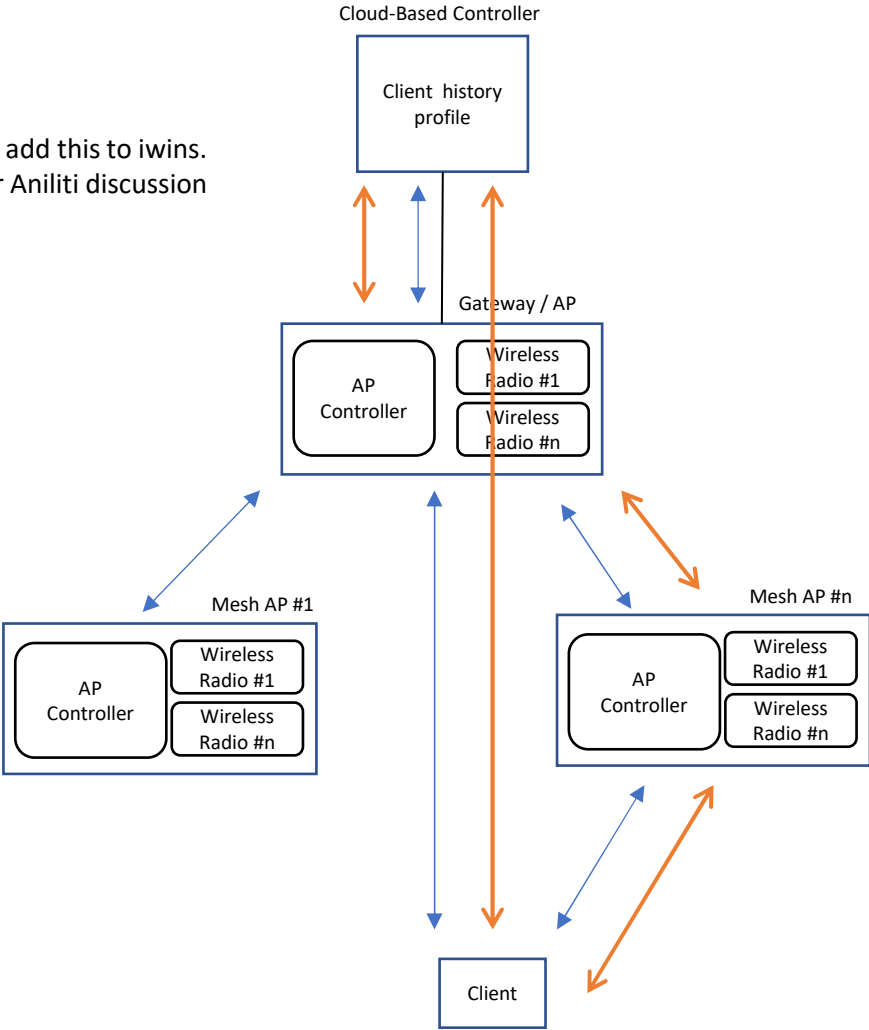 Cloud-Based Controller
Client history
profile
add this to iwins.
Aniliti discussion
Gateway / AP
AP
Controller
Wireless
Radio #1
Wireless
Radio #n
Mesh AP #1
AP
Controller
Wireless
Radio #1
Wireless
Radio #n
Mesh AP #n
AP
Controller
Wireless
Radio #1
Wireless
Radio #n
Client